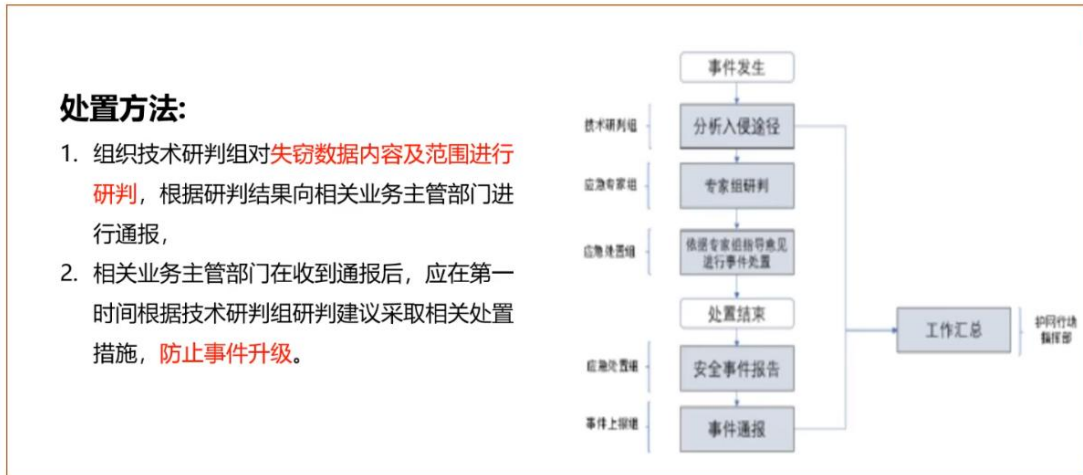 处置方法:
1. 组织技术研判组对失窃数据内容及范围进行
研判，根据研判结果向相关业务主管部门进
行通报，
2. 相关业务主管部门在收到通报后，应在第一
时间根据技术研判组研判建议采取相关处置
措施，防止事件升级。
事件发生
技术研判组
分析入侵途径
应急专家组
专家组研判
应急处置组
依据专家组指导意见
进行事件处置
处置结束
应急处置组
安全事件报告
事件上报组
事件通报
工作汇总
护网行动
指挥部